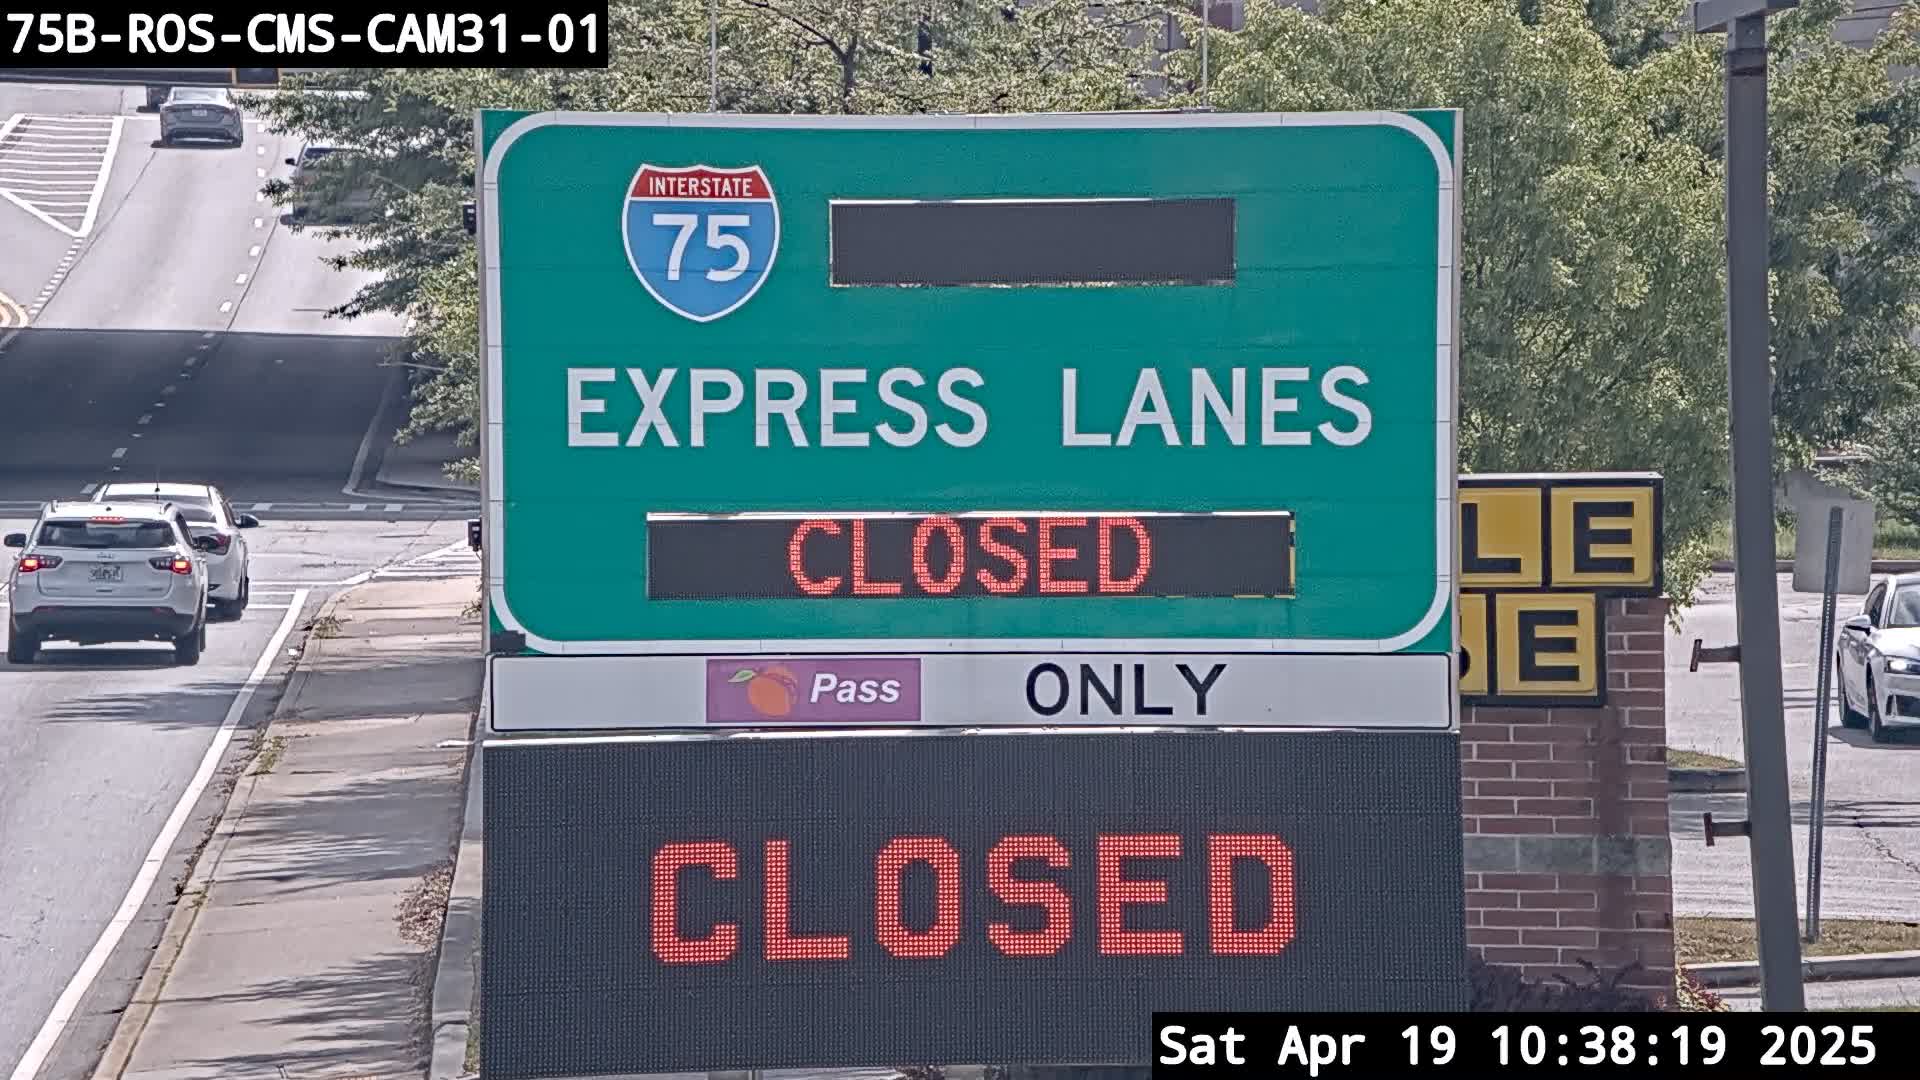 75B-ROS-CMS-CAM31-01
INTERSTATE
75
EXPRESS LANES
CLOSED
Pass ONLY
CLOSED
LE
E
Sat Apr 19 10:38:19 2025